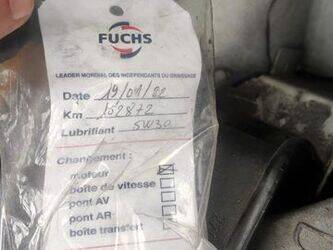 FUCHS
LEADER MONDIAL DES INDEPENDANTS DU GRAISSAGE
Date 19/01/22
Km 152872
Lubrifiant 5W30
Changement :
moteur
boîte de vitesse
pont AV
pont AR
boîte transfert